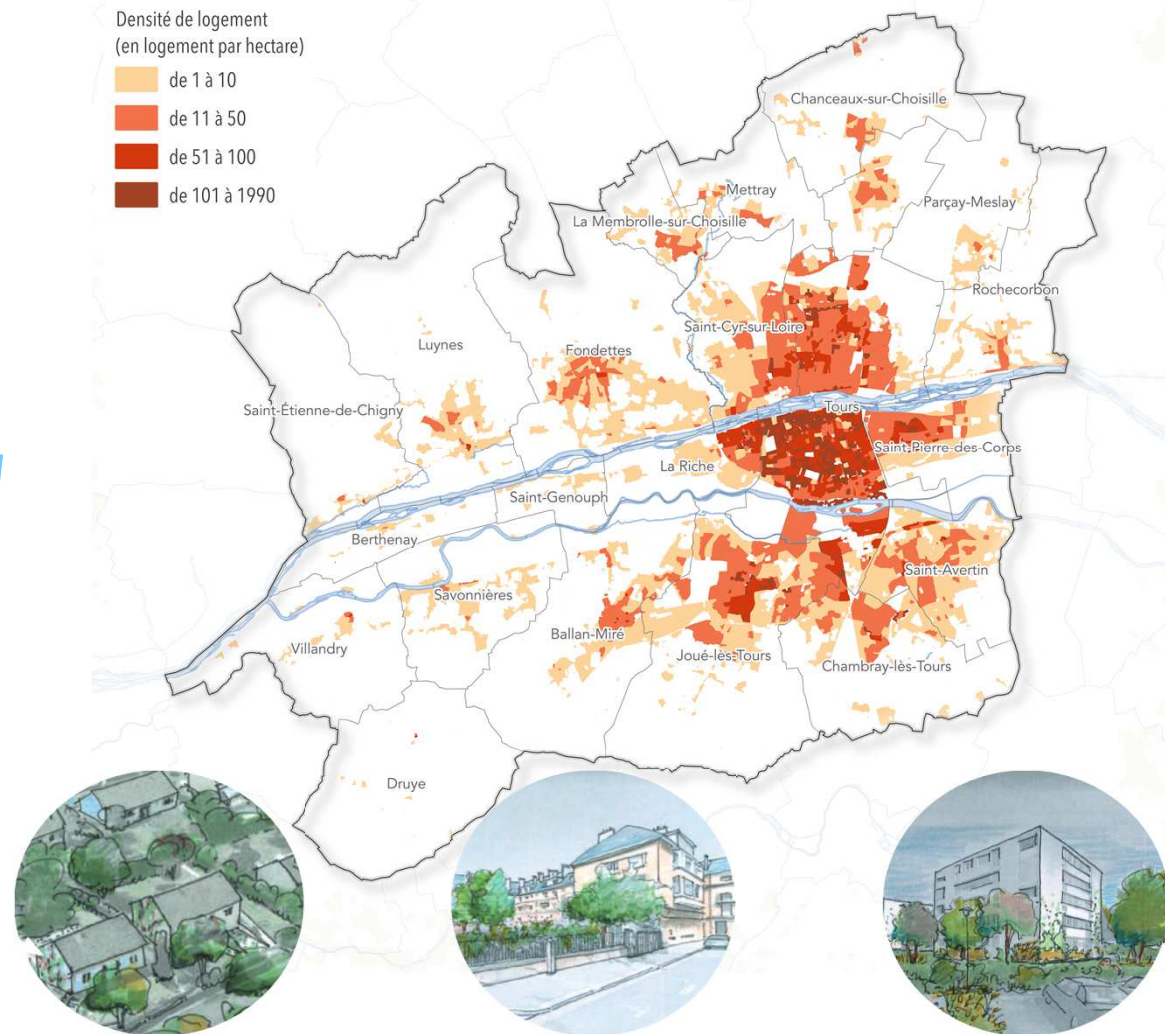 Densité de logement
(en logement par hectare)
de 1 à 10
de 11 à 50
de 51 à 100
de 101 à 1990
Chanceaux-sur-Choisille
Mettray
Parçay-Meslay
La Membrolle-sur-Choisille
Rochecorbon
Saint-Cyr-sur-Loire
Luynes
Fondettes
Saint-Étienne-de-Chigny
Tours
Saint-Pierre-des-Corps
La Riche
Saint-Genouph
Berthenay
Saint-Avertin
Savonnières
Ballan-Miré
Villandry
Joué-lès-Tours
Chambray-lès-Tours
Druye